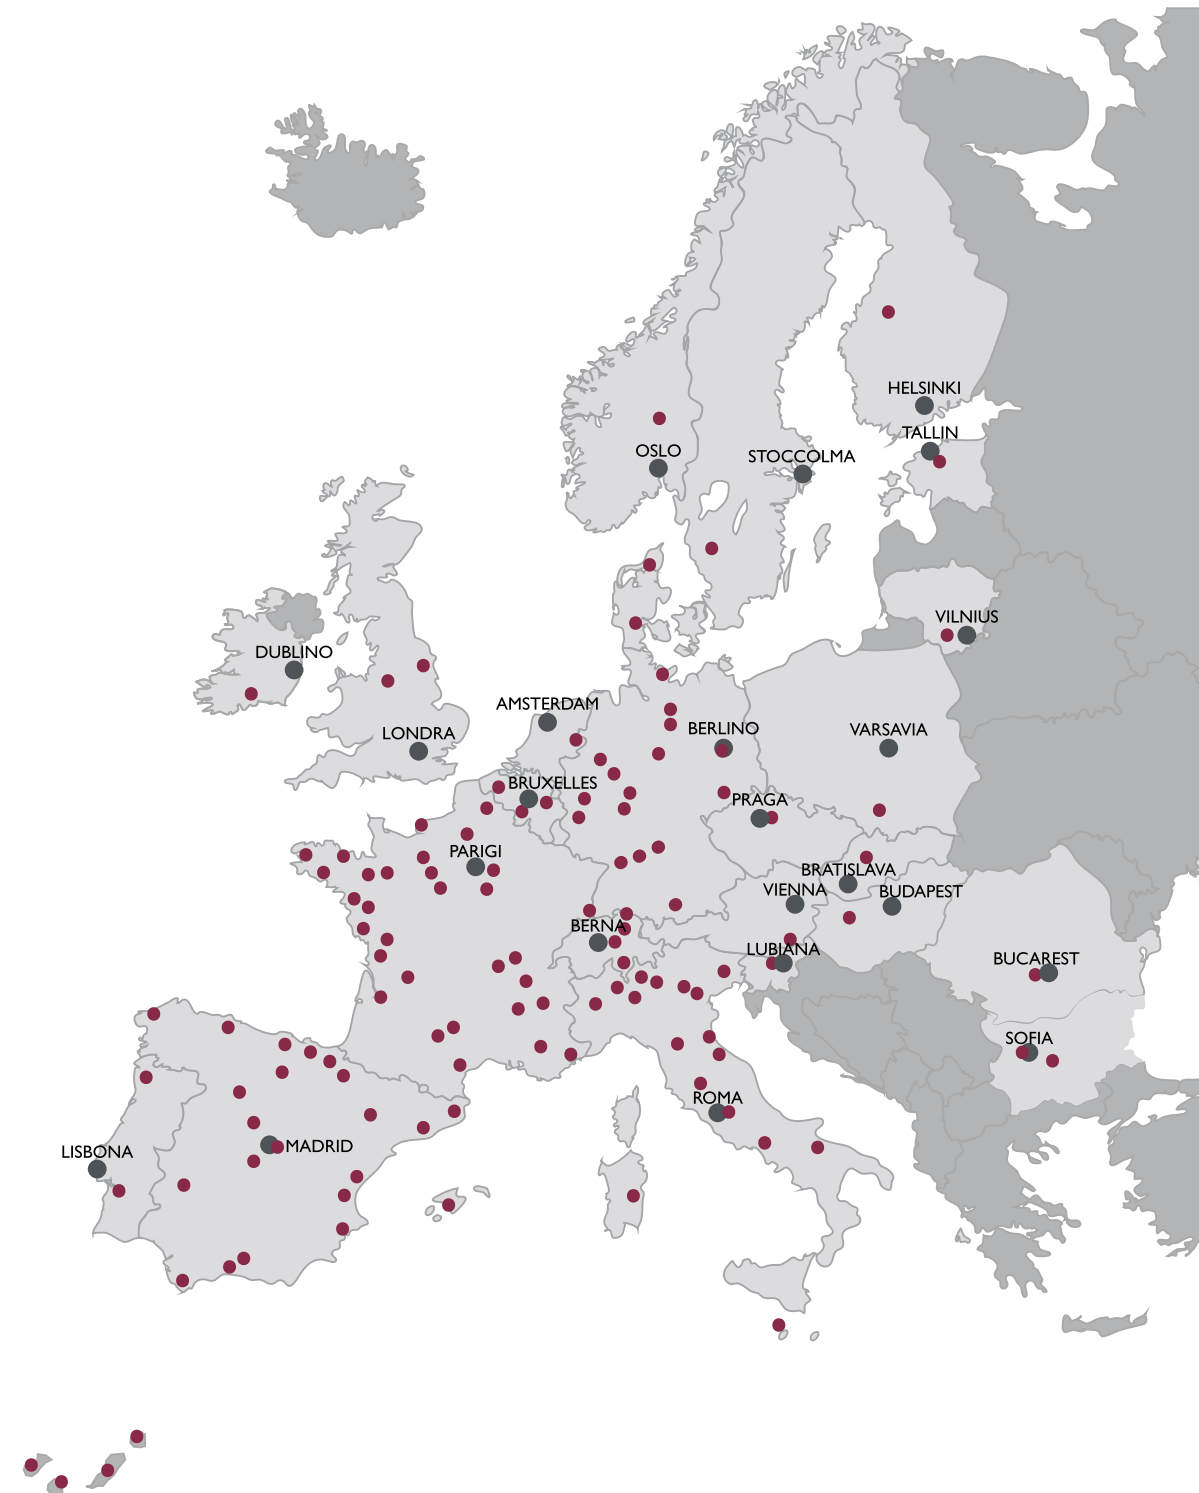 HELSINKI
TALLIN
OSLO
STOCCOLMA
VILNIUS
DUBLINO
AMSTERDAM
LONDRA
BERLINO
VARSAVIA
BRUXELLES
PRAGA
PARIGI
BRATISLAVA
VIENNA
BUDAPEST
BERNA
LUBIANA
BUCAREST
SOFIA
ROMA
MADRID
LISBONA